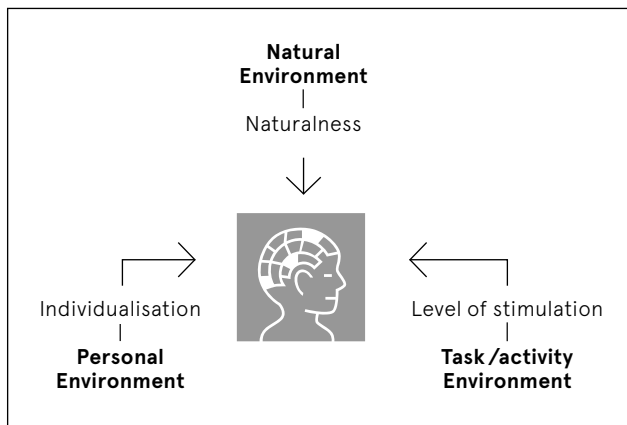 Natural
Environment
Naturalness
Individualisation
Personal
Environment
Level of stimulation
Task/activity
Environment